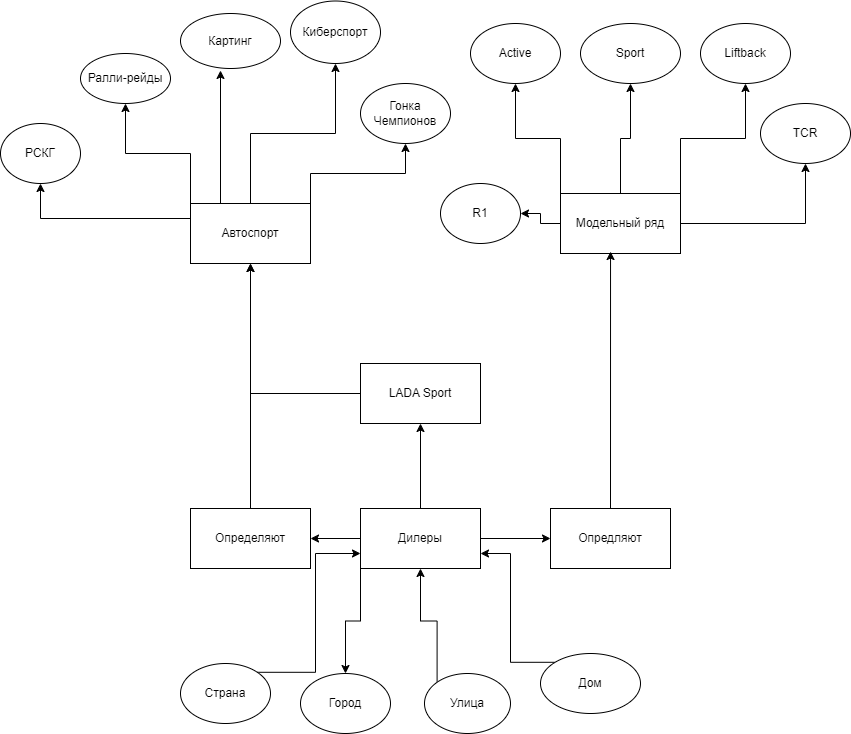 Картинг
Киберспорт
Active
Sport
Liftback
Ралли-рейды
Гонка
Чемпионов
TCR
РСКГ
R1
Автоспорт
Модельный ряд
LADA Sport
Определяют
Дилеры
Опредляют
Страна
Город
Улица
Дом